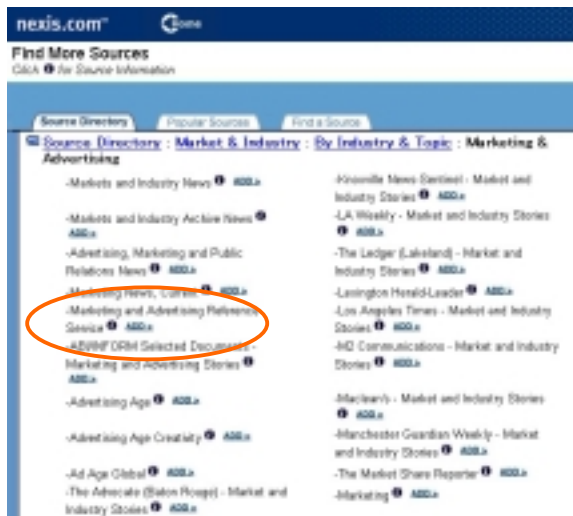 nexis.com™ Home
Find More Sources
Click for Source Information
Source Directory Popular Sources Find a Source
Source Directory : Market & Industry : By Industry & Topic : Marketing &
Advertising
-Markets and Industry News ADD
-Markets and Industry Archive News
ADD
-Advertising, Marketing and Public
Relations News ADD
-Marketing News, Current ADD
-Marketing and Advertising Reference
Service ADD
-ABI/INFORM Selected Documents -
Marketing and Advertising Stories
ADD
-Advertising Age ADD
-Advertising Age Creativity ADD
-Ad Age Global ADD
-The Advocate (Baton Rouge) - Market and
Industry Stories ADD
-Knoxville News-Sentinel - Market and
Industry Stories ADD
-LA Weekly - Market and Industry Stories
ADD
-The Ledger (Lakeland) - Market and
Industry Stories ADD
-Lexington Herald-Leader ADD
-Los Angeles Times - Market and Industry
Stories ADD
-M2 Communications - Market and Industry
Stories ADD
-Maclean's - Market and Industry Stories
ADD
-Manchester Guardian Weekly - Market
and Industry Stories ADD
-The Market Share Reporter ADD
-Marketing ADD